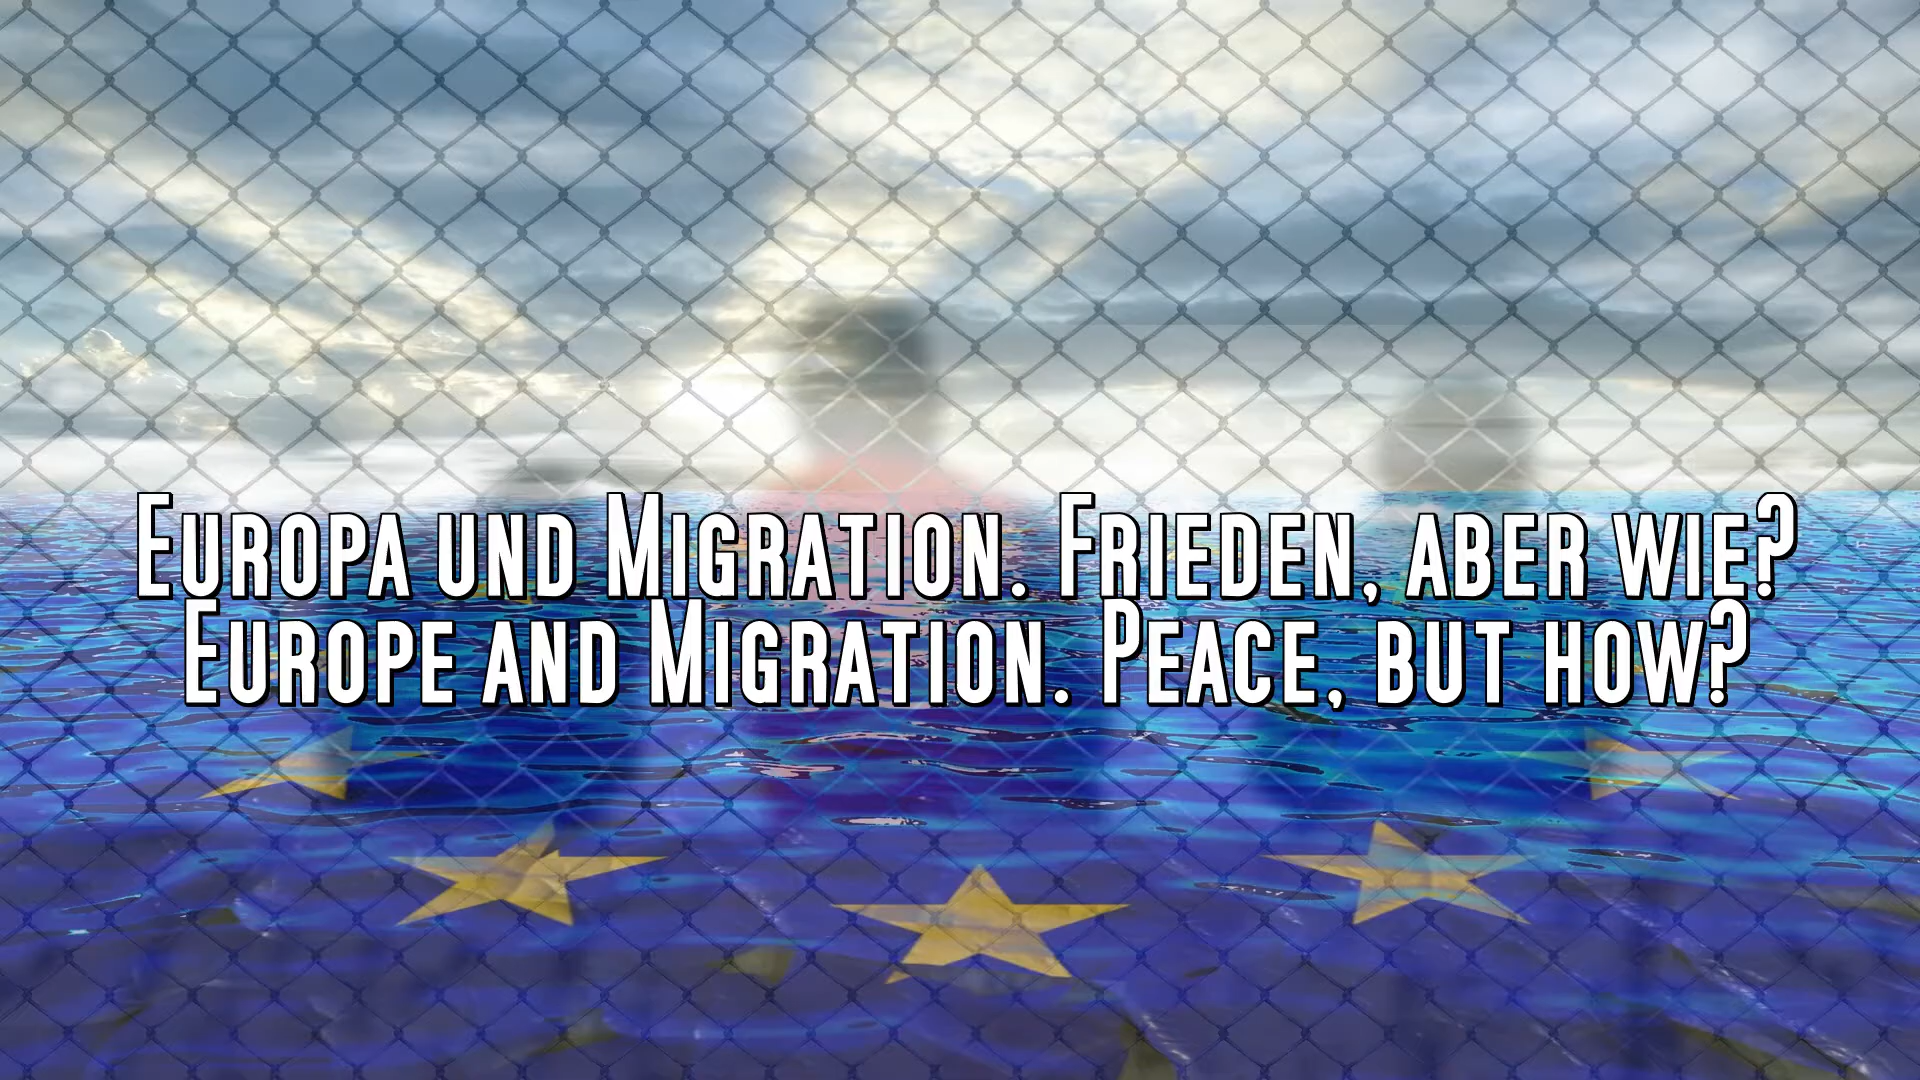 Europa und Migration. Frieden, aber wie?
Europe and Migration. Peace, but how?